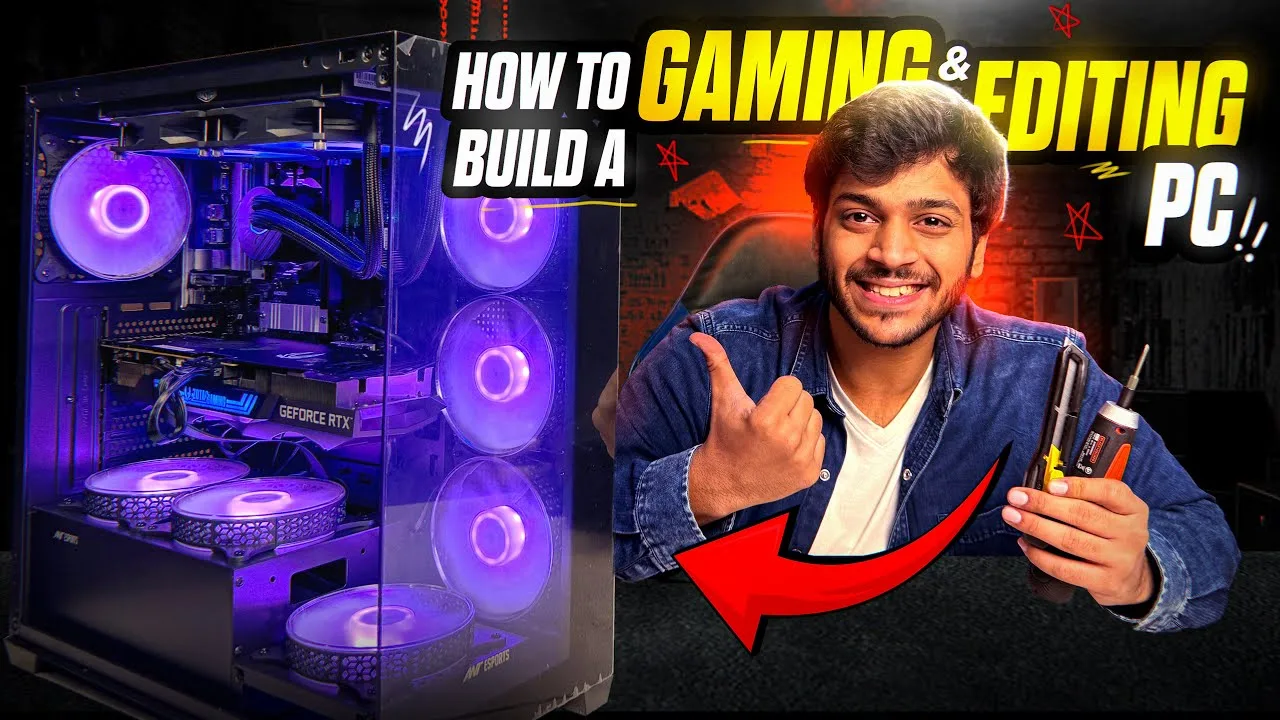 HOW TO
BUILD A
GAMING &
EDITING
PC!!
GEFORCE RTX
ANT ESPORTS
ANT ESPORTS